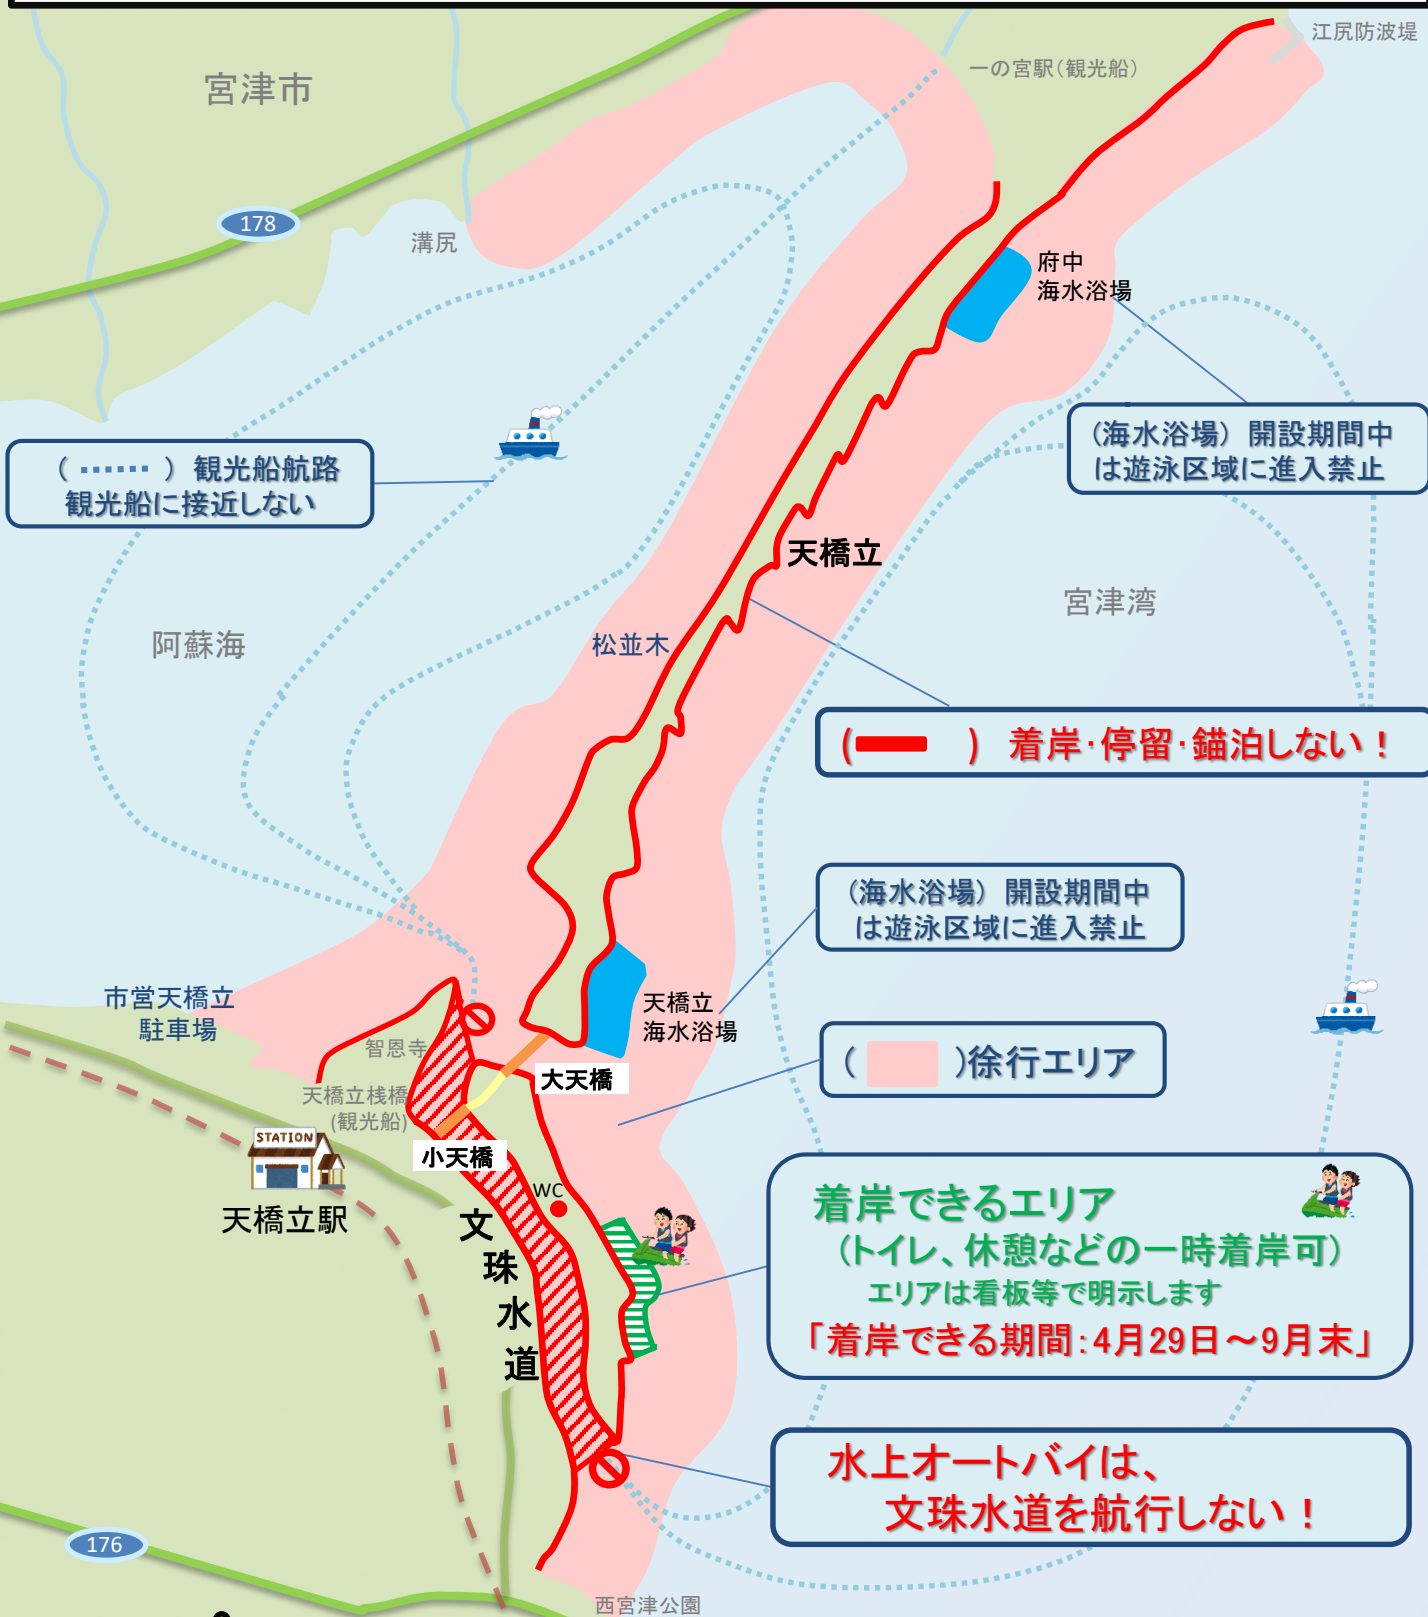 江尻防波堤
一の宮駅(観光船)
宮津市
178
溝尻
府中
海水浴場
(海水浴場) 開設期間中
は遊泳区域に進入禁止
( ) 観光船航路
観光船に接近しない
天橋立
宮津湾
阿蘇海
松並木
( ) 着岸・停留・錨泊しない!
(海水浴場) 開設期間中
は遊泳区域に進入禁止
市営天橋立
駐車場
天橋立
海水浴場
智恩寺
( )徐行エリア
大天橋
天橋立桟橋
(観光船)
STATION
小天橋
天橋立駅
WC
文珠水道
着岸できるエリア
(トイレ、休憩などの一時着岸可)
エリアは看板等で明示します
「着岸できる期間:4月29日～9月末」
水上オートバイは、
文珠水道を航行しない!
176
西宮津公園